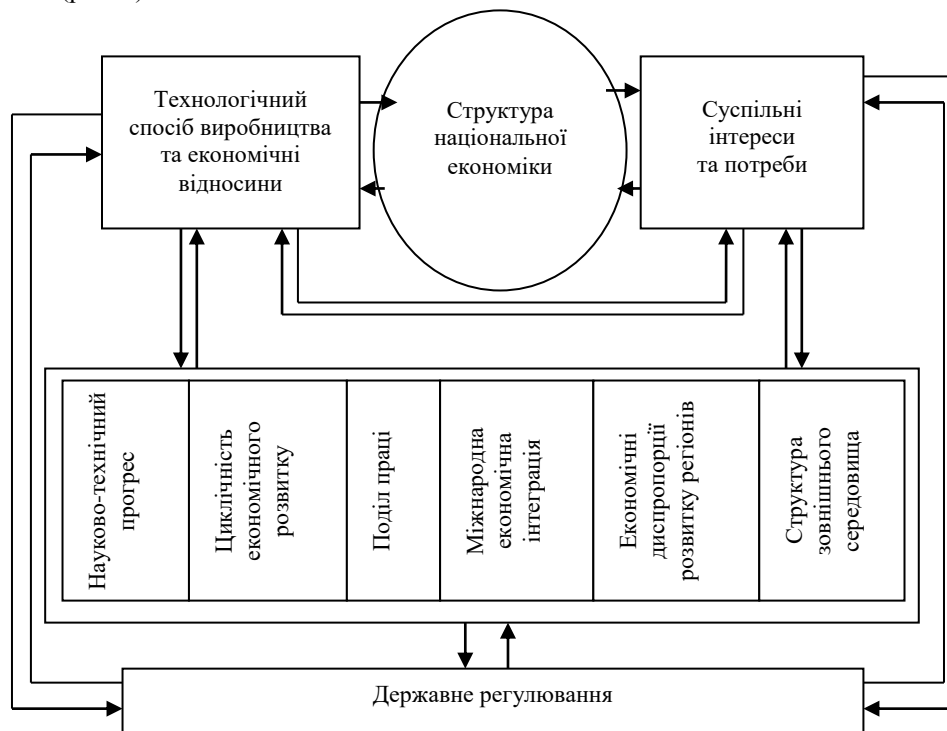 Технологічний
спосіб виробництва
та економічні
відносини
Структура
національної
економіки
Суспільні
інтереси
та потреби
Науково-технічний
прогрес
Циклічність
економічного
розвитку
Поділ праці
Міжнародна
економічна
інтеграція
Економічні
диспропорції
розвитку регіонів
Структура
зовнішнього
середовища
Державне регулювання